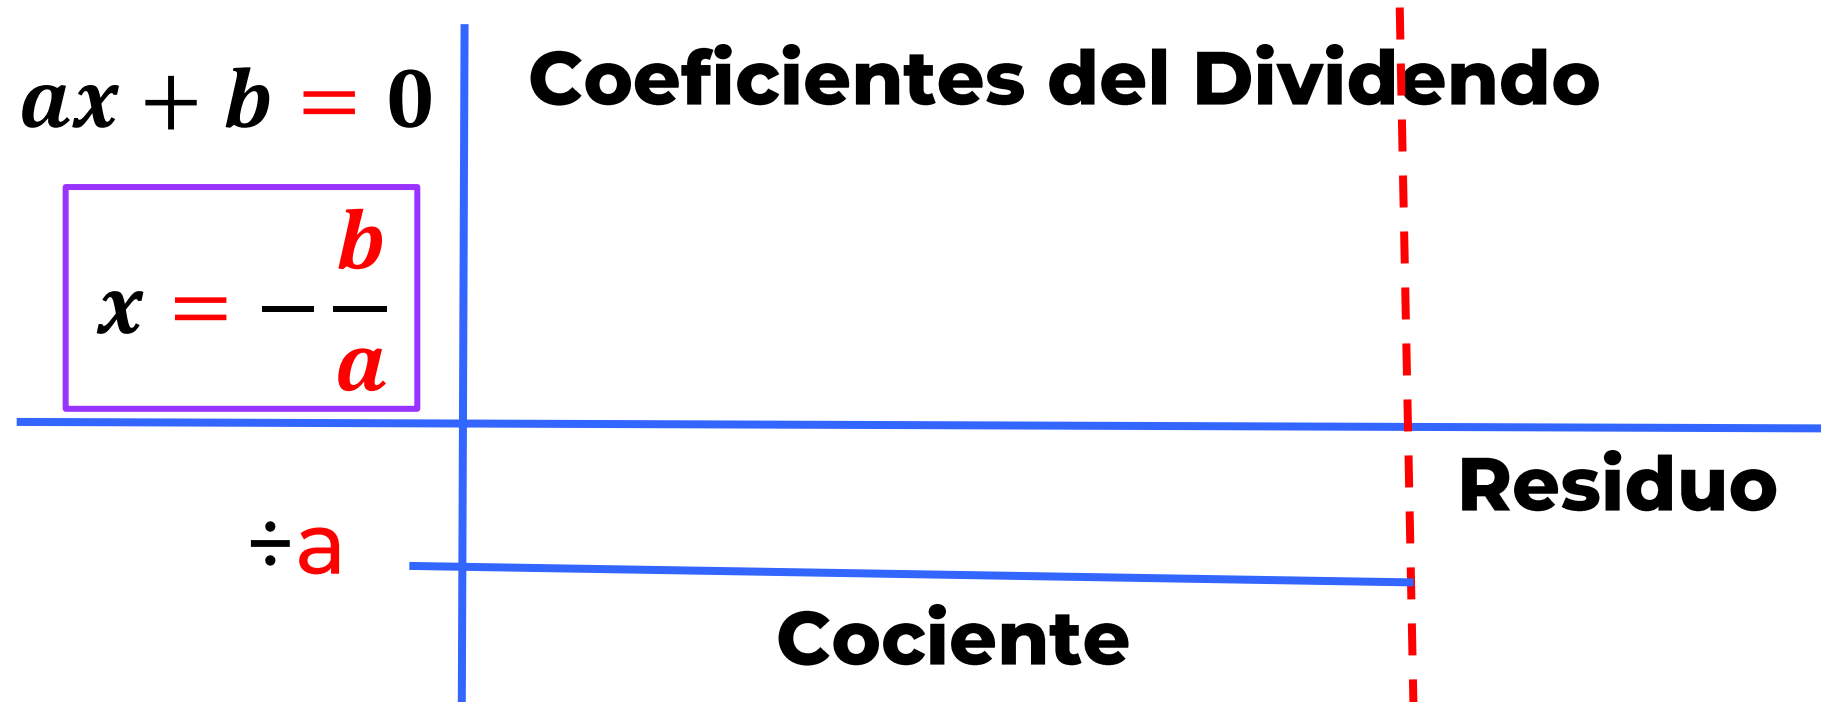 ax + b = 0
Coeficientes del Dividendo
x = -b/a
Residuo
÷a
Cociente